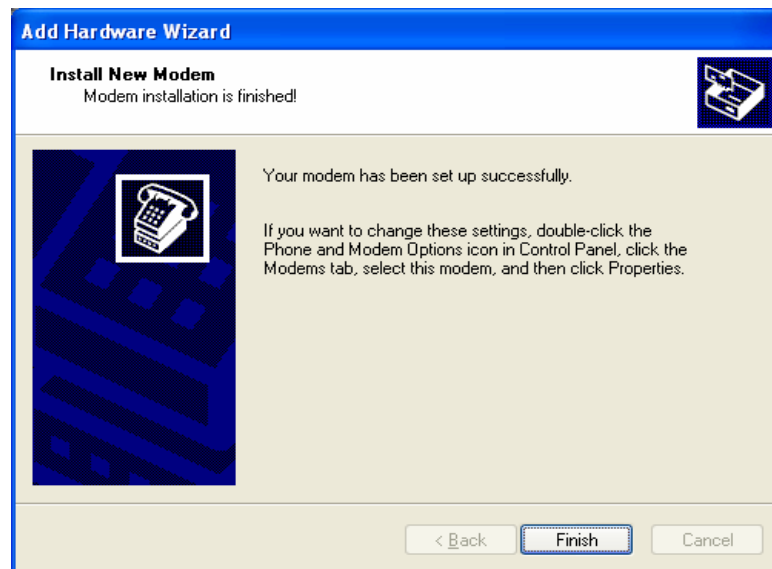 Add Hardware Wizard
Install New Modem
Modem installation is finished!
Your modem has been set up successfully.
If you want to change these settings, double-click the
Phone and Modem Options icon in Control Panel, click the
Modems tab, select this modem, and then click Properties.
< Back Finish Cancel